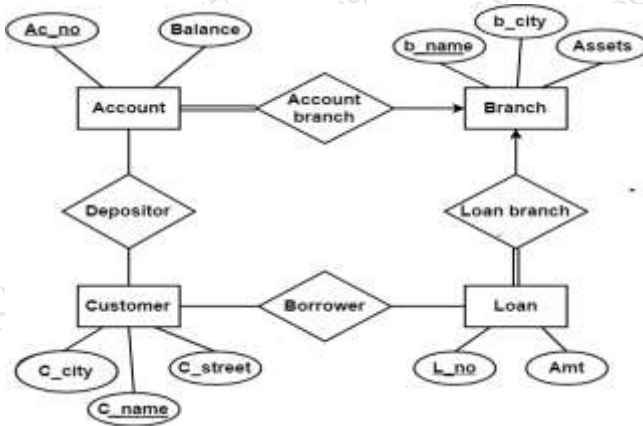 Ac_no
Balance
b_name
b_city
Assets
Account
Account
branch
Branch
Depositor
Loan branch
Customer
Borrower
Loan
C_city
C_name
C_street
L_no
Amt